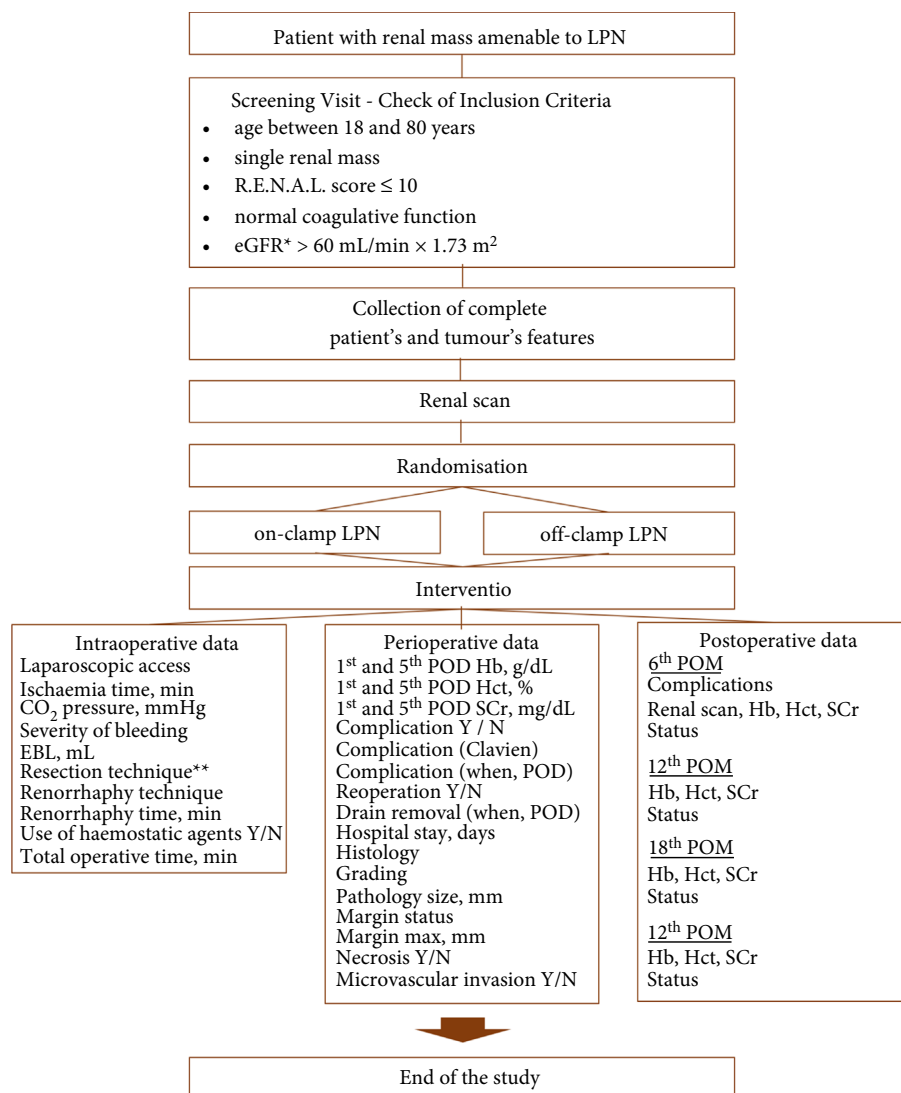 Patient with renal mass amenable to LPN
Screening Visit - Check of Inclusion Criteria
• age between 18 and 80 years
• single renal mass
• R.E.N.A.L. score ≤ 10
• normal coagulative function
• eGFR* > 60 mL/min × 1.73 m²
Collection of complete
patient's and tumour's features
Renal scan
Randomisation
on-clamp LPN
off-clamp LPN
Interventio
Intraoperative data
Laparoscopic access
Ischaemia time, min
CO₂ pressure, mmHg
Severity of bleeding
EBL, mL
Resection technique**
Renorrhaphy technique
Renorrhaphy time, min
Use of haemostatic agents Y/N
Total operative time, min
Perioperative data
1st and 5th POD Hb, g/dL
1st and 5th POD Hct, %
1st and 5th POD SCr, mg/dL
Complication Y / N
Complication (Clavien)
Complication (when, POD)
Reoperation Y/N
Drain removal (when, POD)
Hospital stay, days
Histology
Grading
Pathology size, mm
Margin status
Margin max, mm
Necrosis Y/N
Microvascular invasion Y/N
Postoperative data
6th POM
Complications
Renal scan, Hb, Hct, SCr
Status
12th POM
Hb, Hct, SCr
Status
18th POM
Hb, Hct, SCr
Status
12th POM
Hb, Hct, SCr
Status
End of the study